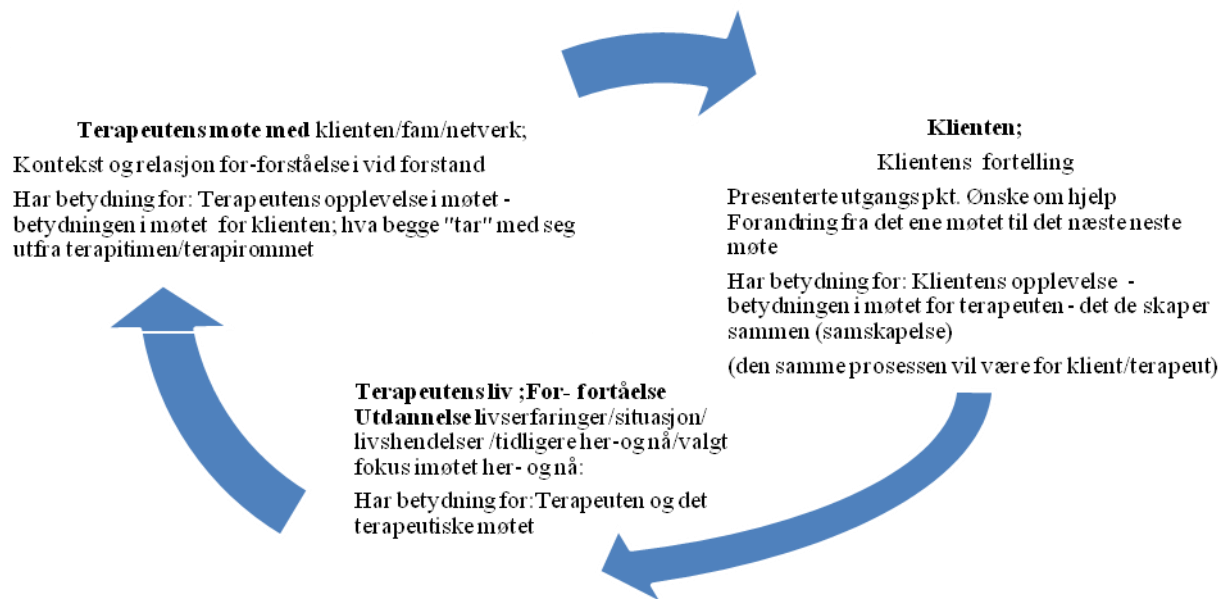 Terapeutens møte med klienten/fam/netverk;
Kontekst og relasjon for-forståelse i vid forstand
Har betydning for: Terapeutens opplevelse i møtet -
betydningen i møtet for klienten; hva begge "tar" med seg
utfra terapitimen/terapirommet
Klienten;
Klientens fortelling
Presenterte utgangspkt. Ønske om hjelp
Forandring fra det ene møtet til det næste neste
møte
Har betydning for: Klientens opplevelse -
betydningen i møtet for terapeuten - det de skaper
sammen (samskapelse)
(den samme prosessen vil være for klient/terapeut)
Terapeutens liv ;For- fortåelse
Utdannelse livserfaringer/situasjon/
livshendelser /tidligere her-og nå/valgt
fokus imøtet her- og nå:
Har betydning for:Terapeuten og det
terapeutiske møtet